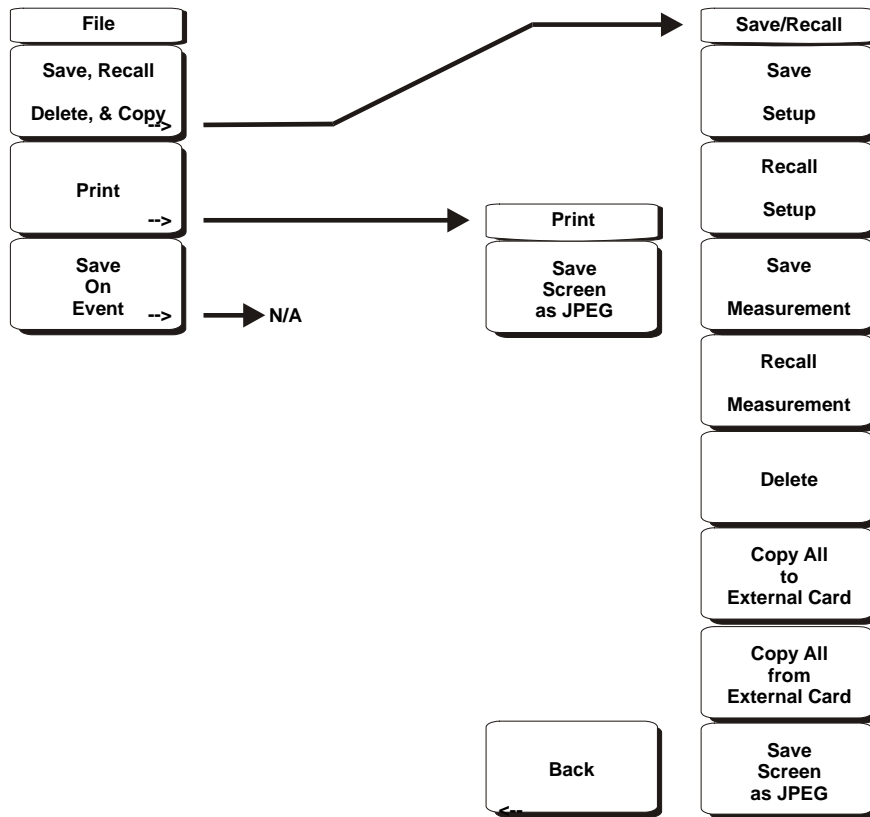 File
Save, Recall
Delete, & Copy
-->
Print
-->
Save
On
Event
-->
N/A
Print
Save
Screen
as JPEG
Back
<--
Save/Recall
Save
Setup
Recall
Setup
Save
Measurement
Recall
Measurement
Delete
Copy All
to
External Card
Copy All
from
External Card
Save
Screen
as JPEG